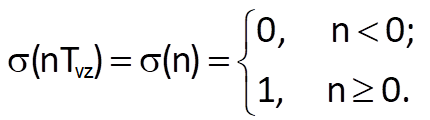 σ(nT_vz) = σ(n) = { 0, n < 0;
1, n ≥ 0.